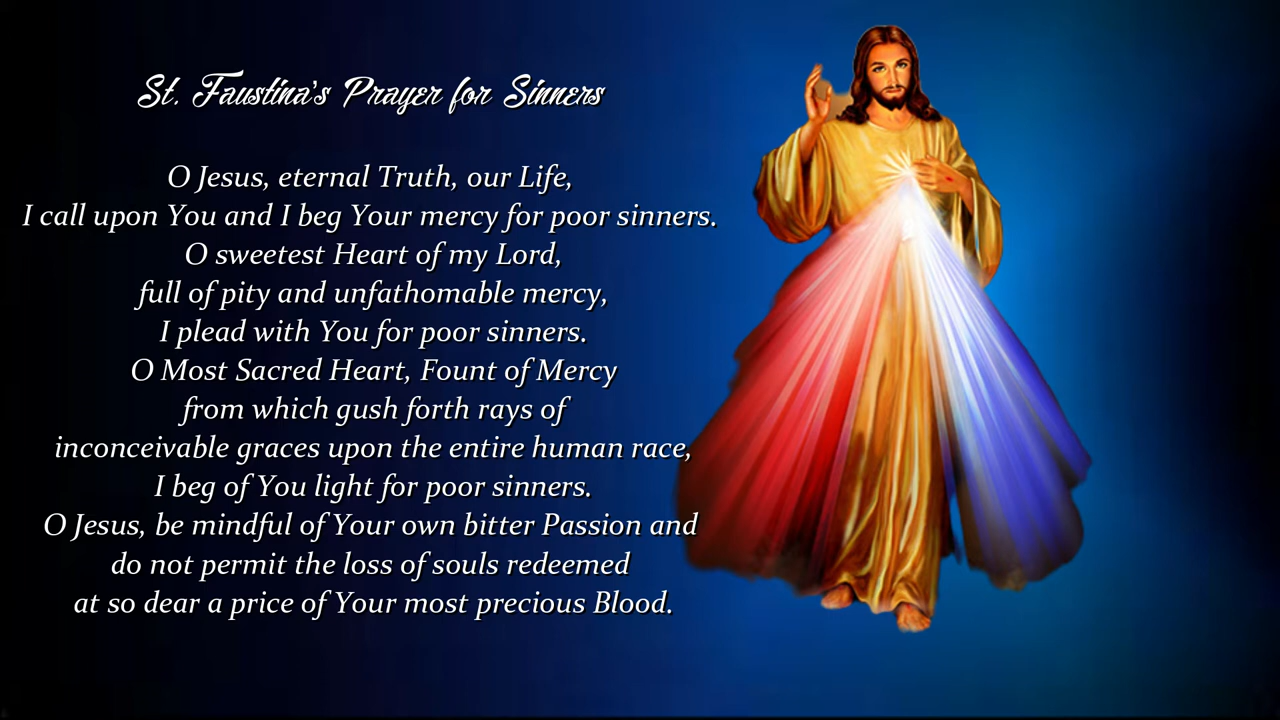 St. Faustina's Prayer for Sinners
O Jesus, eternal Truth, our Life,
I call upon You and I beg Your mercy for poor sinners.
O sweetest Heart of my Lord,
full of pity and unfathomable mercy,
I plead with You for poor sinners.
O Most Sacred Heart, Fount of Mercy
from which gush forth rays of
inconceivable graces upon the entire human race,
I beg of You light for poor sinners.
O Jesus, be mindful of Your own bitter Passion and
do not permit the loss of souls redeemed
at so dear a price of Your most precious Blood.